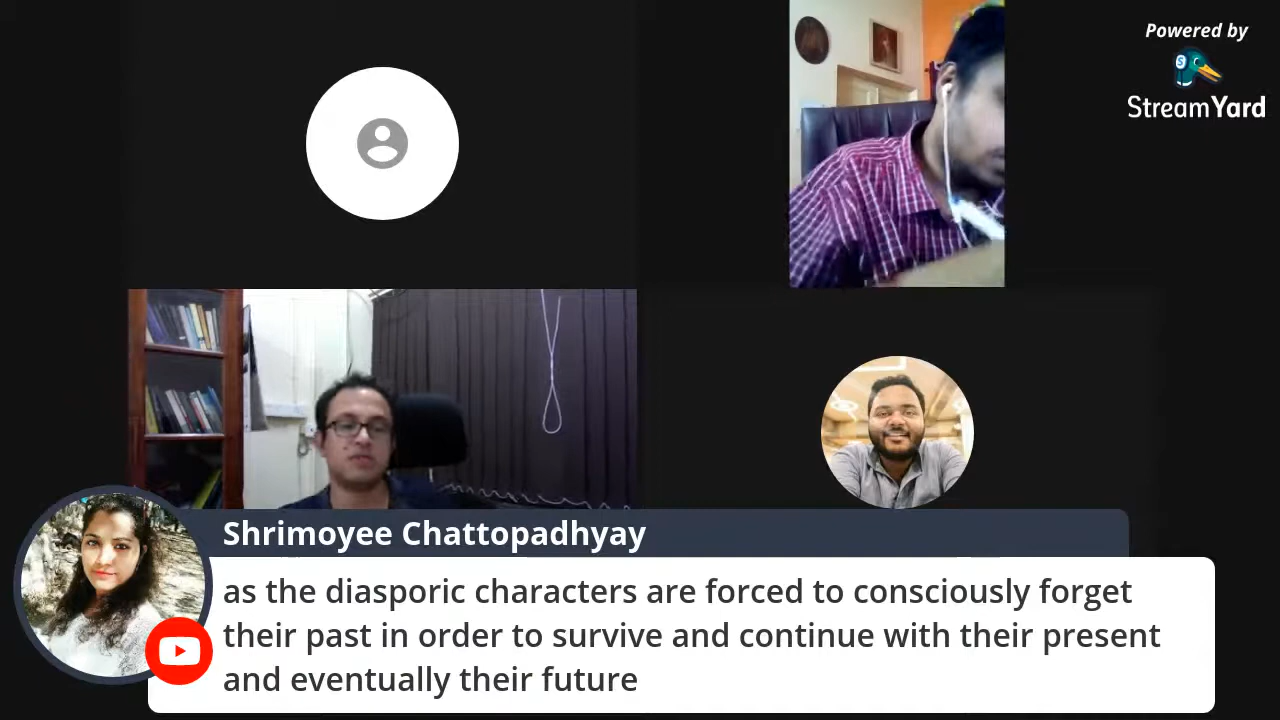 Powered by
StreamYard
Shrimoyee Chattopadhyay
as the diasporic characters are forced to consciously forget
their past in order to survive and continue with their present
and eventually their future